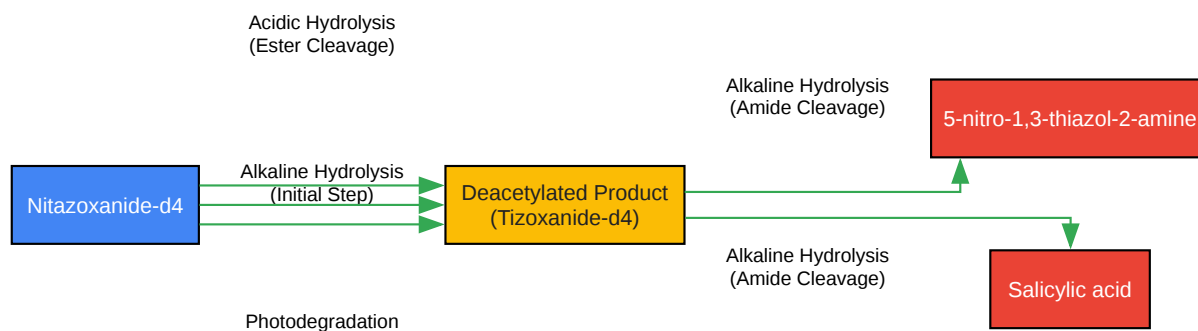 Acidic Hydrolysis
(Ester Cleavage)
Alkaline Hydrolysis
(Amide Cleavage)
5-nitro-1,3-thiazol-2-amine
Nitazoxanide-d4
Alkaline Hydrolysis
(Initial Step)
Deacetylated Product
(Tizoxanide-d4)
Alkaline Hydrolysis
(Amide Cleavage)
Salicylic acid
Photodegradation